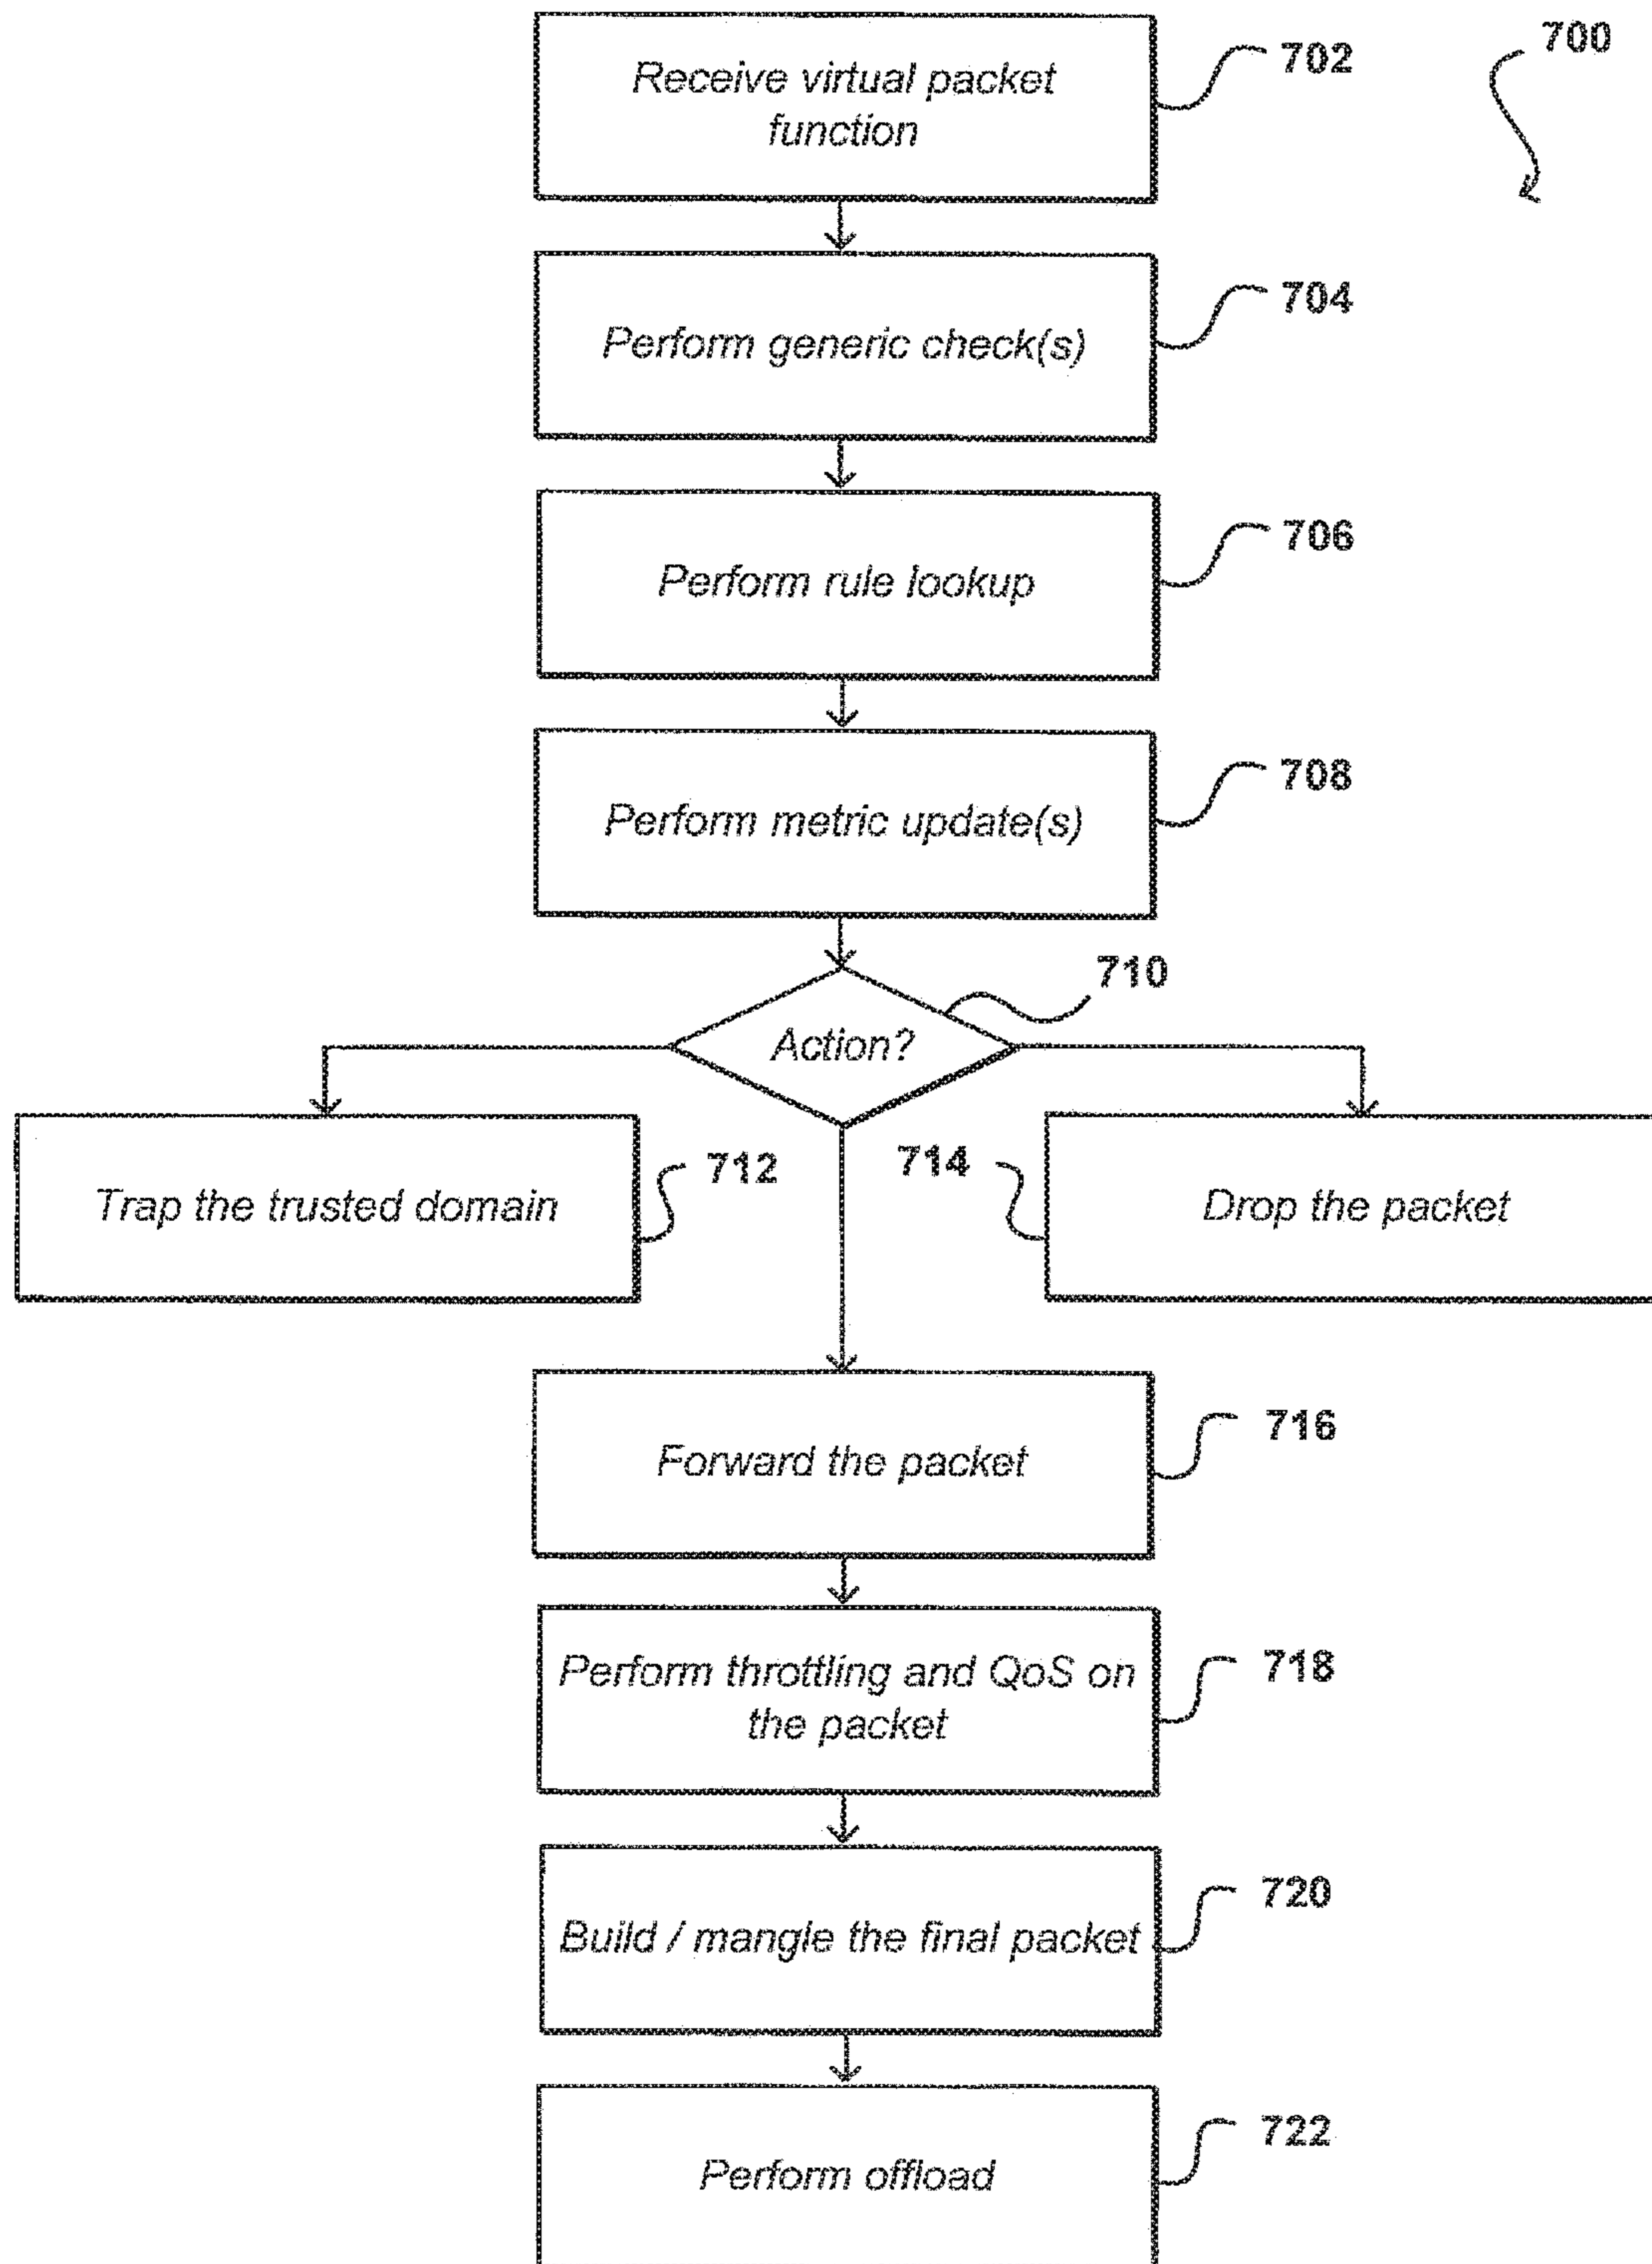 700
Receive virtual packet
function
702
Perform generic check(s)
704
Perform rule lookup
706
Perform metric update(s)
708
Action?
710
Trap the trusted domain
712
714
Drop the packet
Forward the packet
716
Perform throttling and QoS on
the packet
718
Build / mangle the final packet
720
Perform offload
722